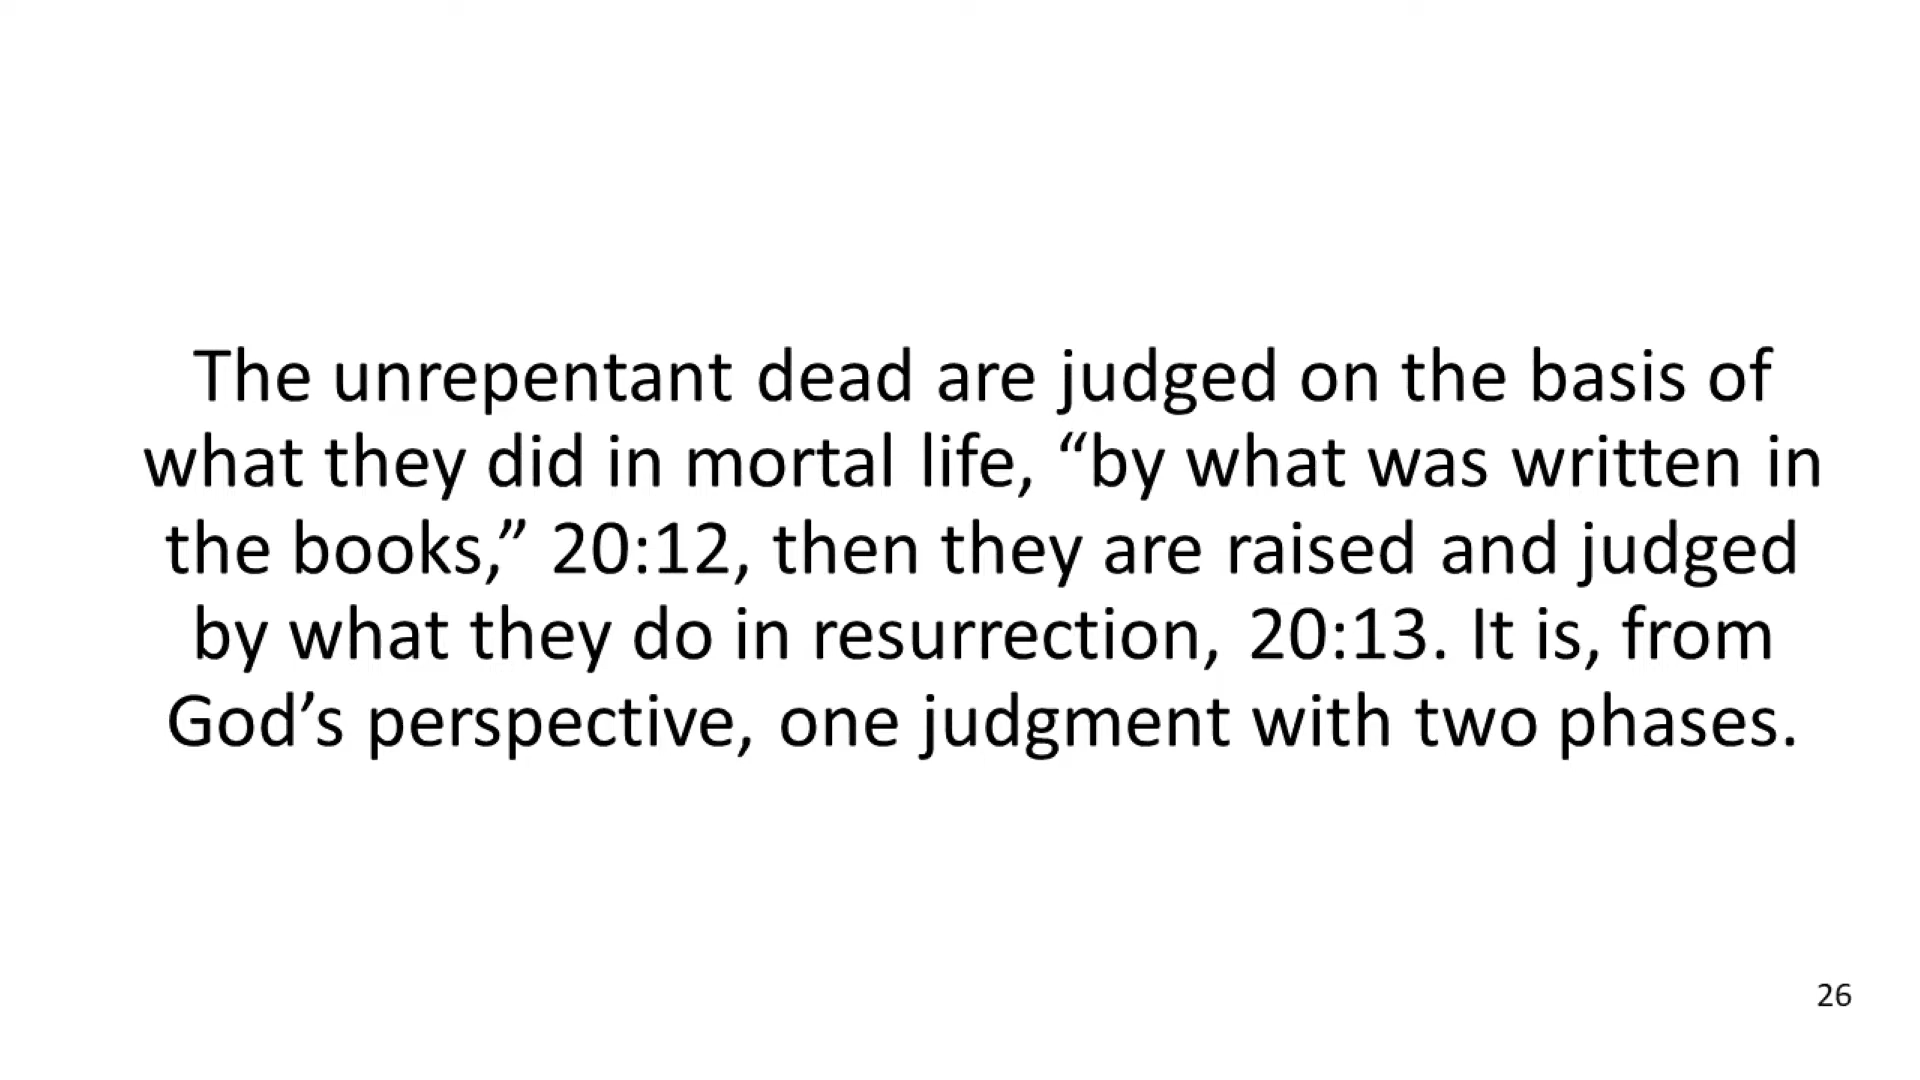 The unrepentant dead are judged on the basis of
what they did in mortal life, “by what was written in
the books,” 20:12, then they are raised and judged
by what they do in resurrection, 20:13. It is, from
God’s perspective, one judgment with two phases.
26